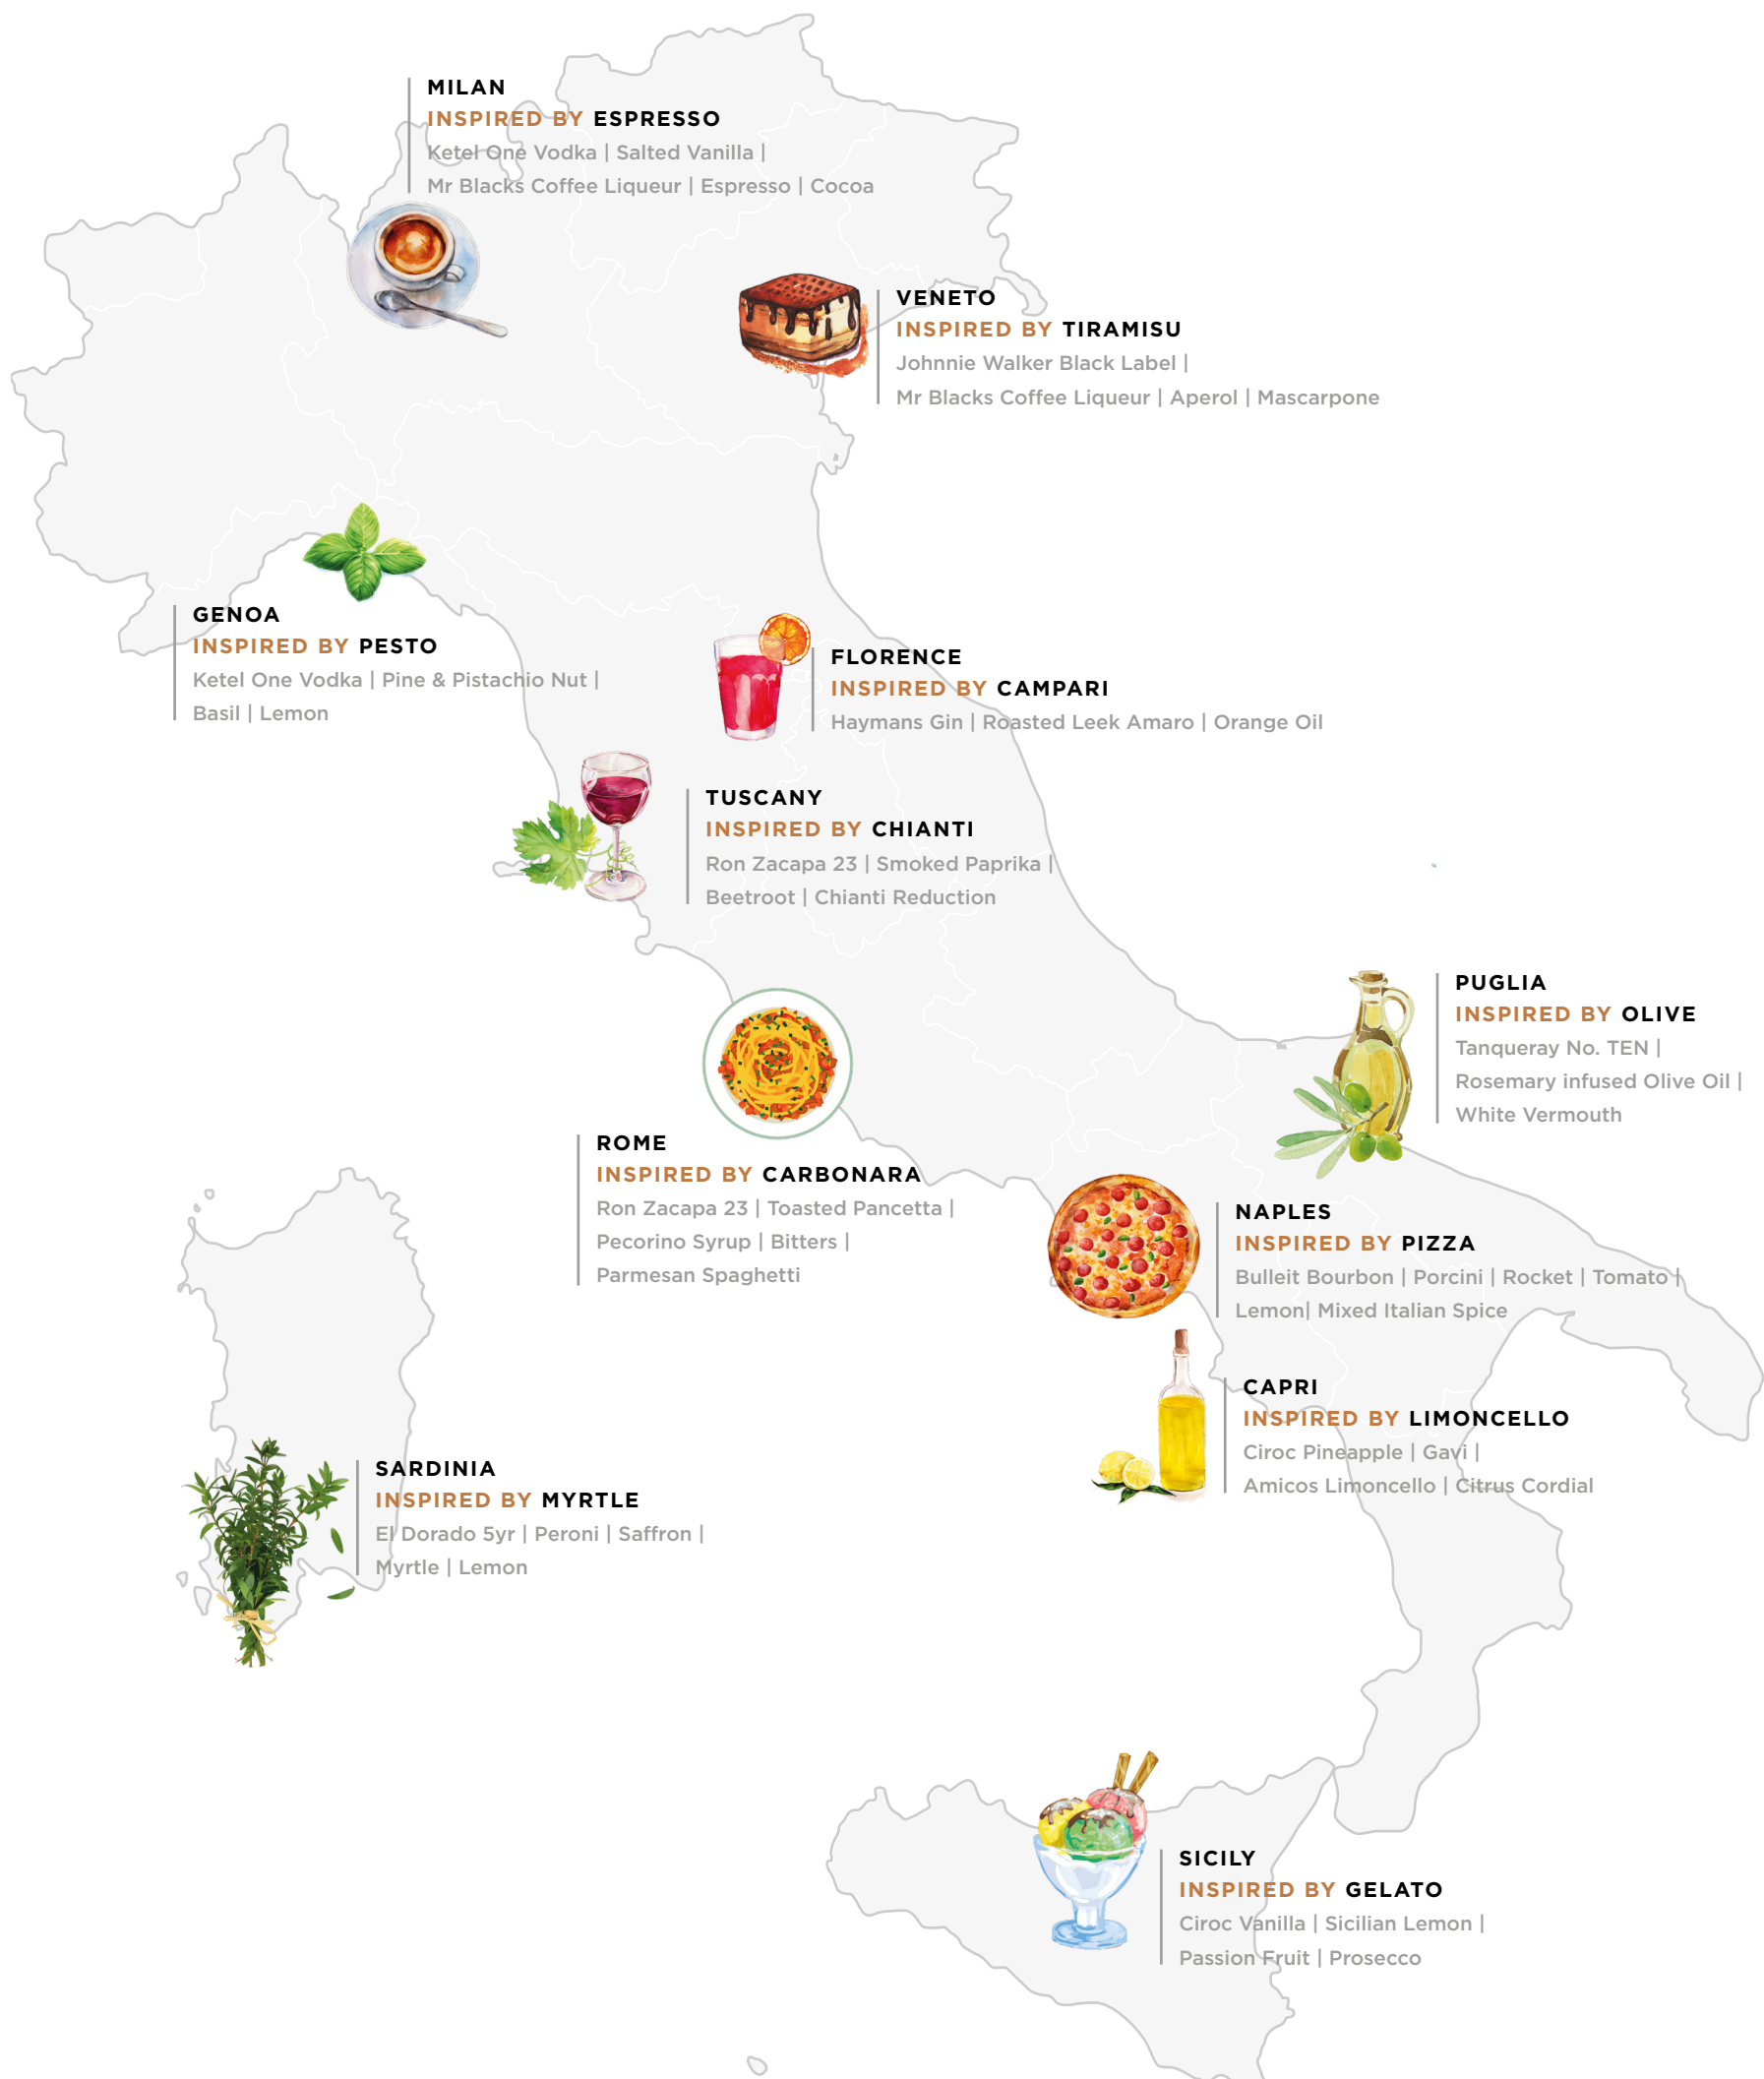 MILAN
INSPIRED BY ESPRESSO
Ketel One Vodka | Salted Vanilla |
Mr Blacks Coffee Liqueur | Espresso | Cocoa
VENETO
INSPIRED BY TIRAMISU
Johnnie Walker Black Label |
Mr Blacks Coffee Liqueur | Aperol | Mascarpone
GENOA
INSPIRED BY PESTO
Ketel One Vodka | Pine & Pistachio Nut |
Basil | Lemon
FLORENCE
INSPIRED BY CAMPARI
Haymans Gin | Roasted Leek Amaro | Orange Oil
TUSCANY
INSPIRED BY CHIANTI
Ron Zacapa 23 | Smoked Paprika |
Beetroot | Chianti Reduction
PUGLIA
INSPIRED BY OLIVE
Tanqueray No. TEN |
Rosemary infused Olive Oil |
White Vermouth
ROME
INSPIRED BY CARBONARA
Ron Zacapa 23 | Toasted Pancetta |
Pecorino Syrup | Bitters |
Parmesan Spaghetti
NAPLES
INSPIRED BY PIZZA
Bulleit Bourbon | Porcini | Rocket | Tomato |
Lemon| Mixed Italian Spice
CAPRI
INSPIRED BY LIMONCELLO
Ciroc Pineapple | Gavi |
Amicos Limoncello | Citrus Cordial
SARDINIA
INSPIRED BY MYRTLE
El Dorado 5yr | Peroni | Saffron |
Myrtle | Lemon
SICILY
INSPIRED BY GELATO
Ciroc Vanilla | Sicilian Lemon |
Passion Fruit | Prosecco